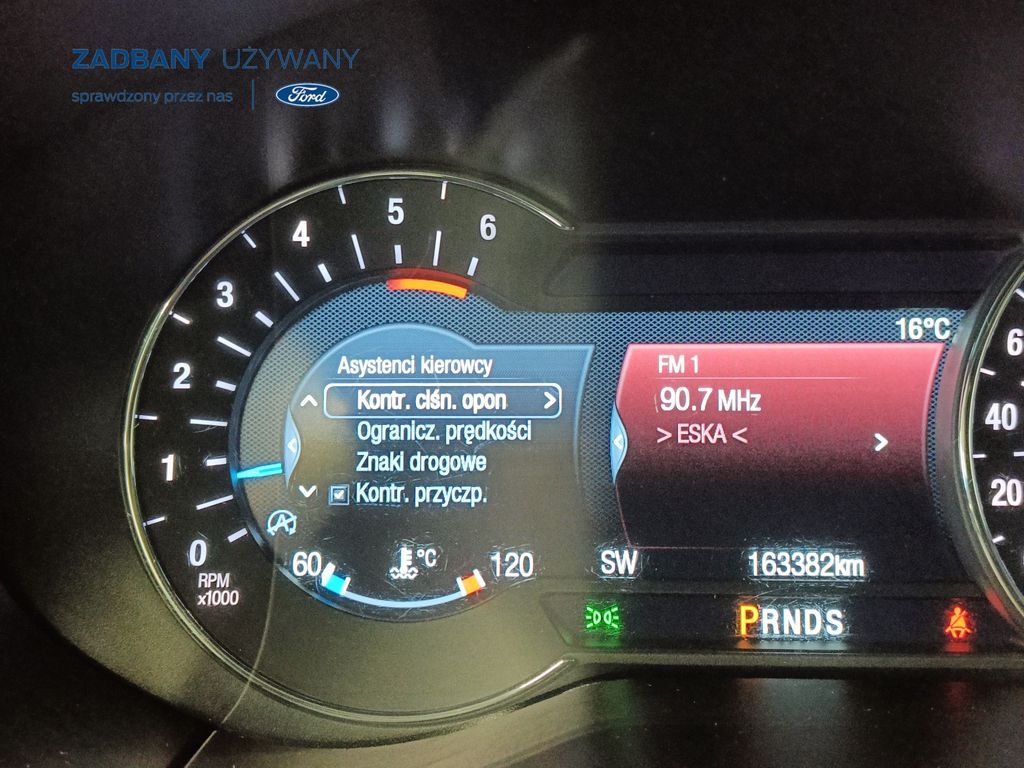 ZADBANY UŻYWANY
sprawdzony przez nas
Ford
0
1
2
3
4
5
6
RPM
x1000
Asystenci kierowcy
Kontr. ciśn. opon
Ogranicz. prędkości
Znaki drogowe
Kontr. przyczp.
60
°C
120
16°C
FM 1
90.7 MHz
> ESKA <
SW
163382km
PRNDS
40
20